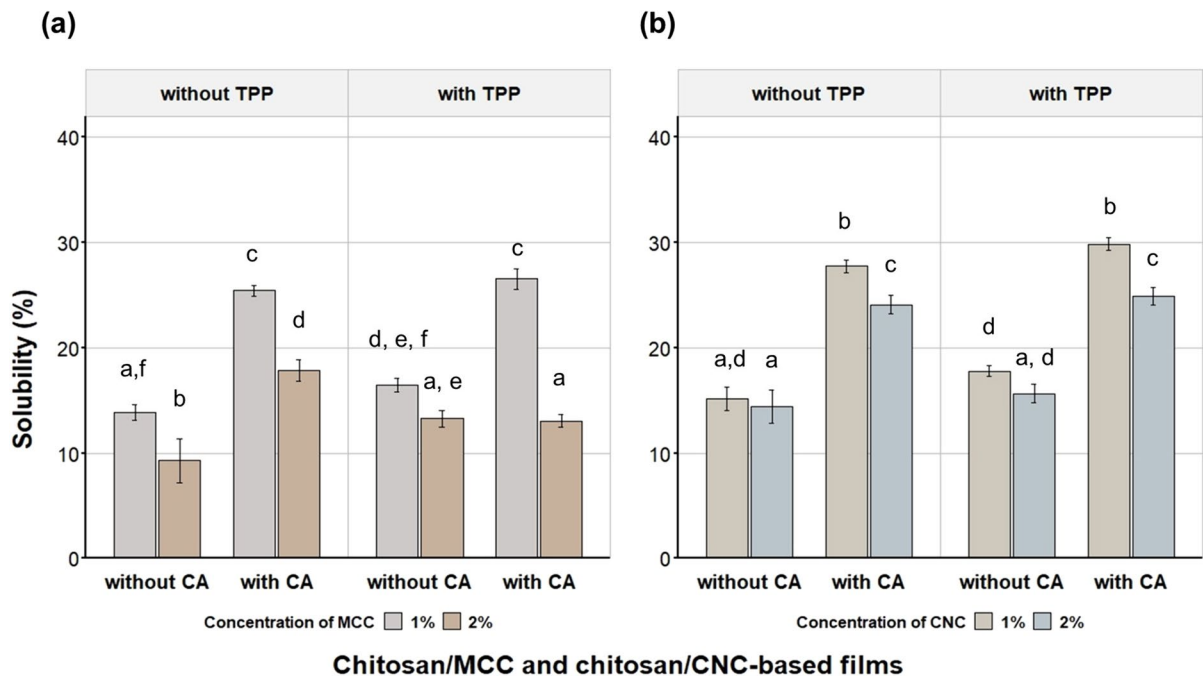 (a)
without TPP with TPP
Solubility (%)
40
30
20
10
0
a,f
b
c
d
d, e, f
a, e
c
a
without CA with CA without CA with CA
Concentration of MCC 1% 2%
(b)
without TPP with TPP
40
30
20
10
0
a,d
a
b
c
d
a, d
b
c
without CA with CA without CA with CA
Concentration of CNC 1% 2%
Chitosan/MCC and chitosan/CNC-based films